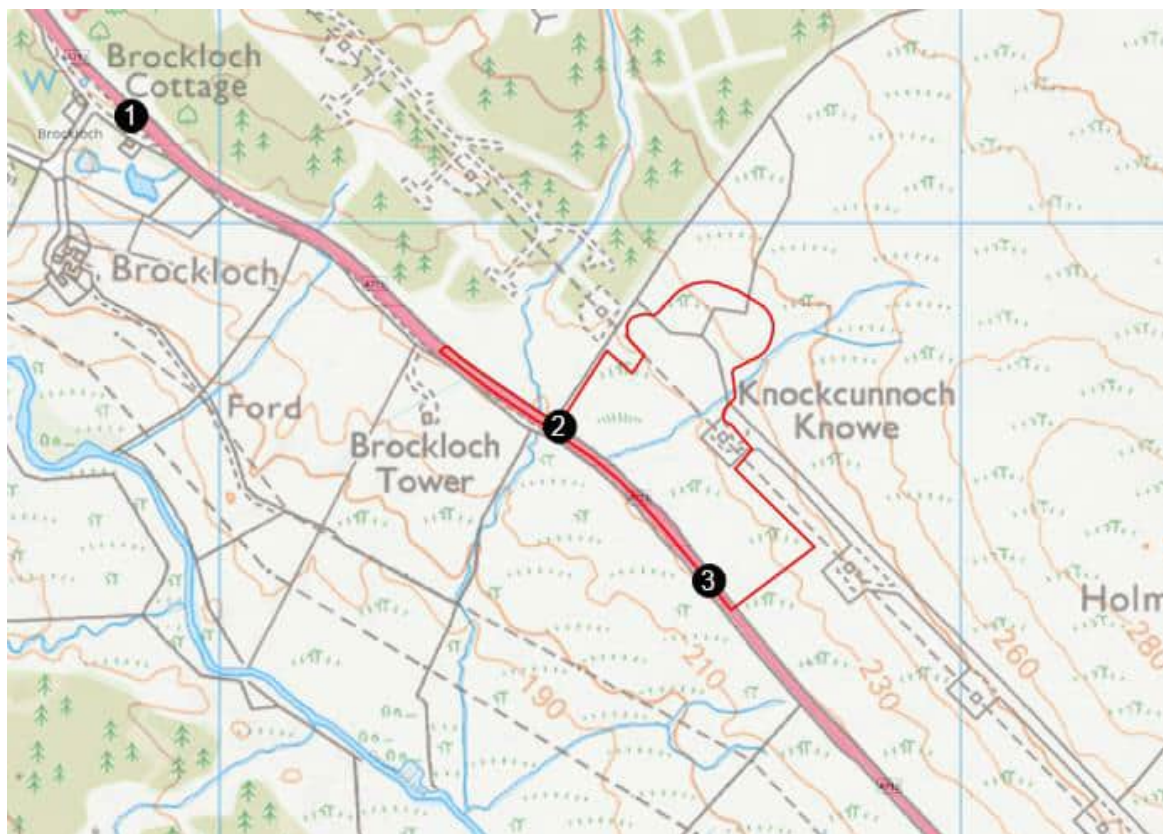 Brockloch
Cottage
W
1
Brockloch
Brockloch
Ford
2
Brockloch
Tower
Knockcunnoch
Knowe
3
Holm
210
190
230
260
280